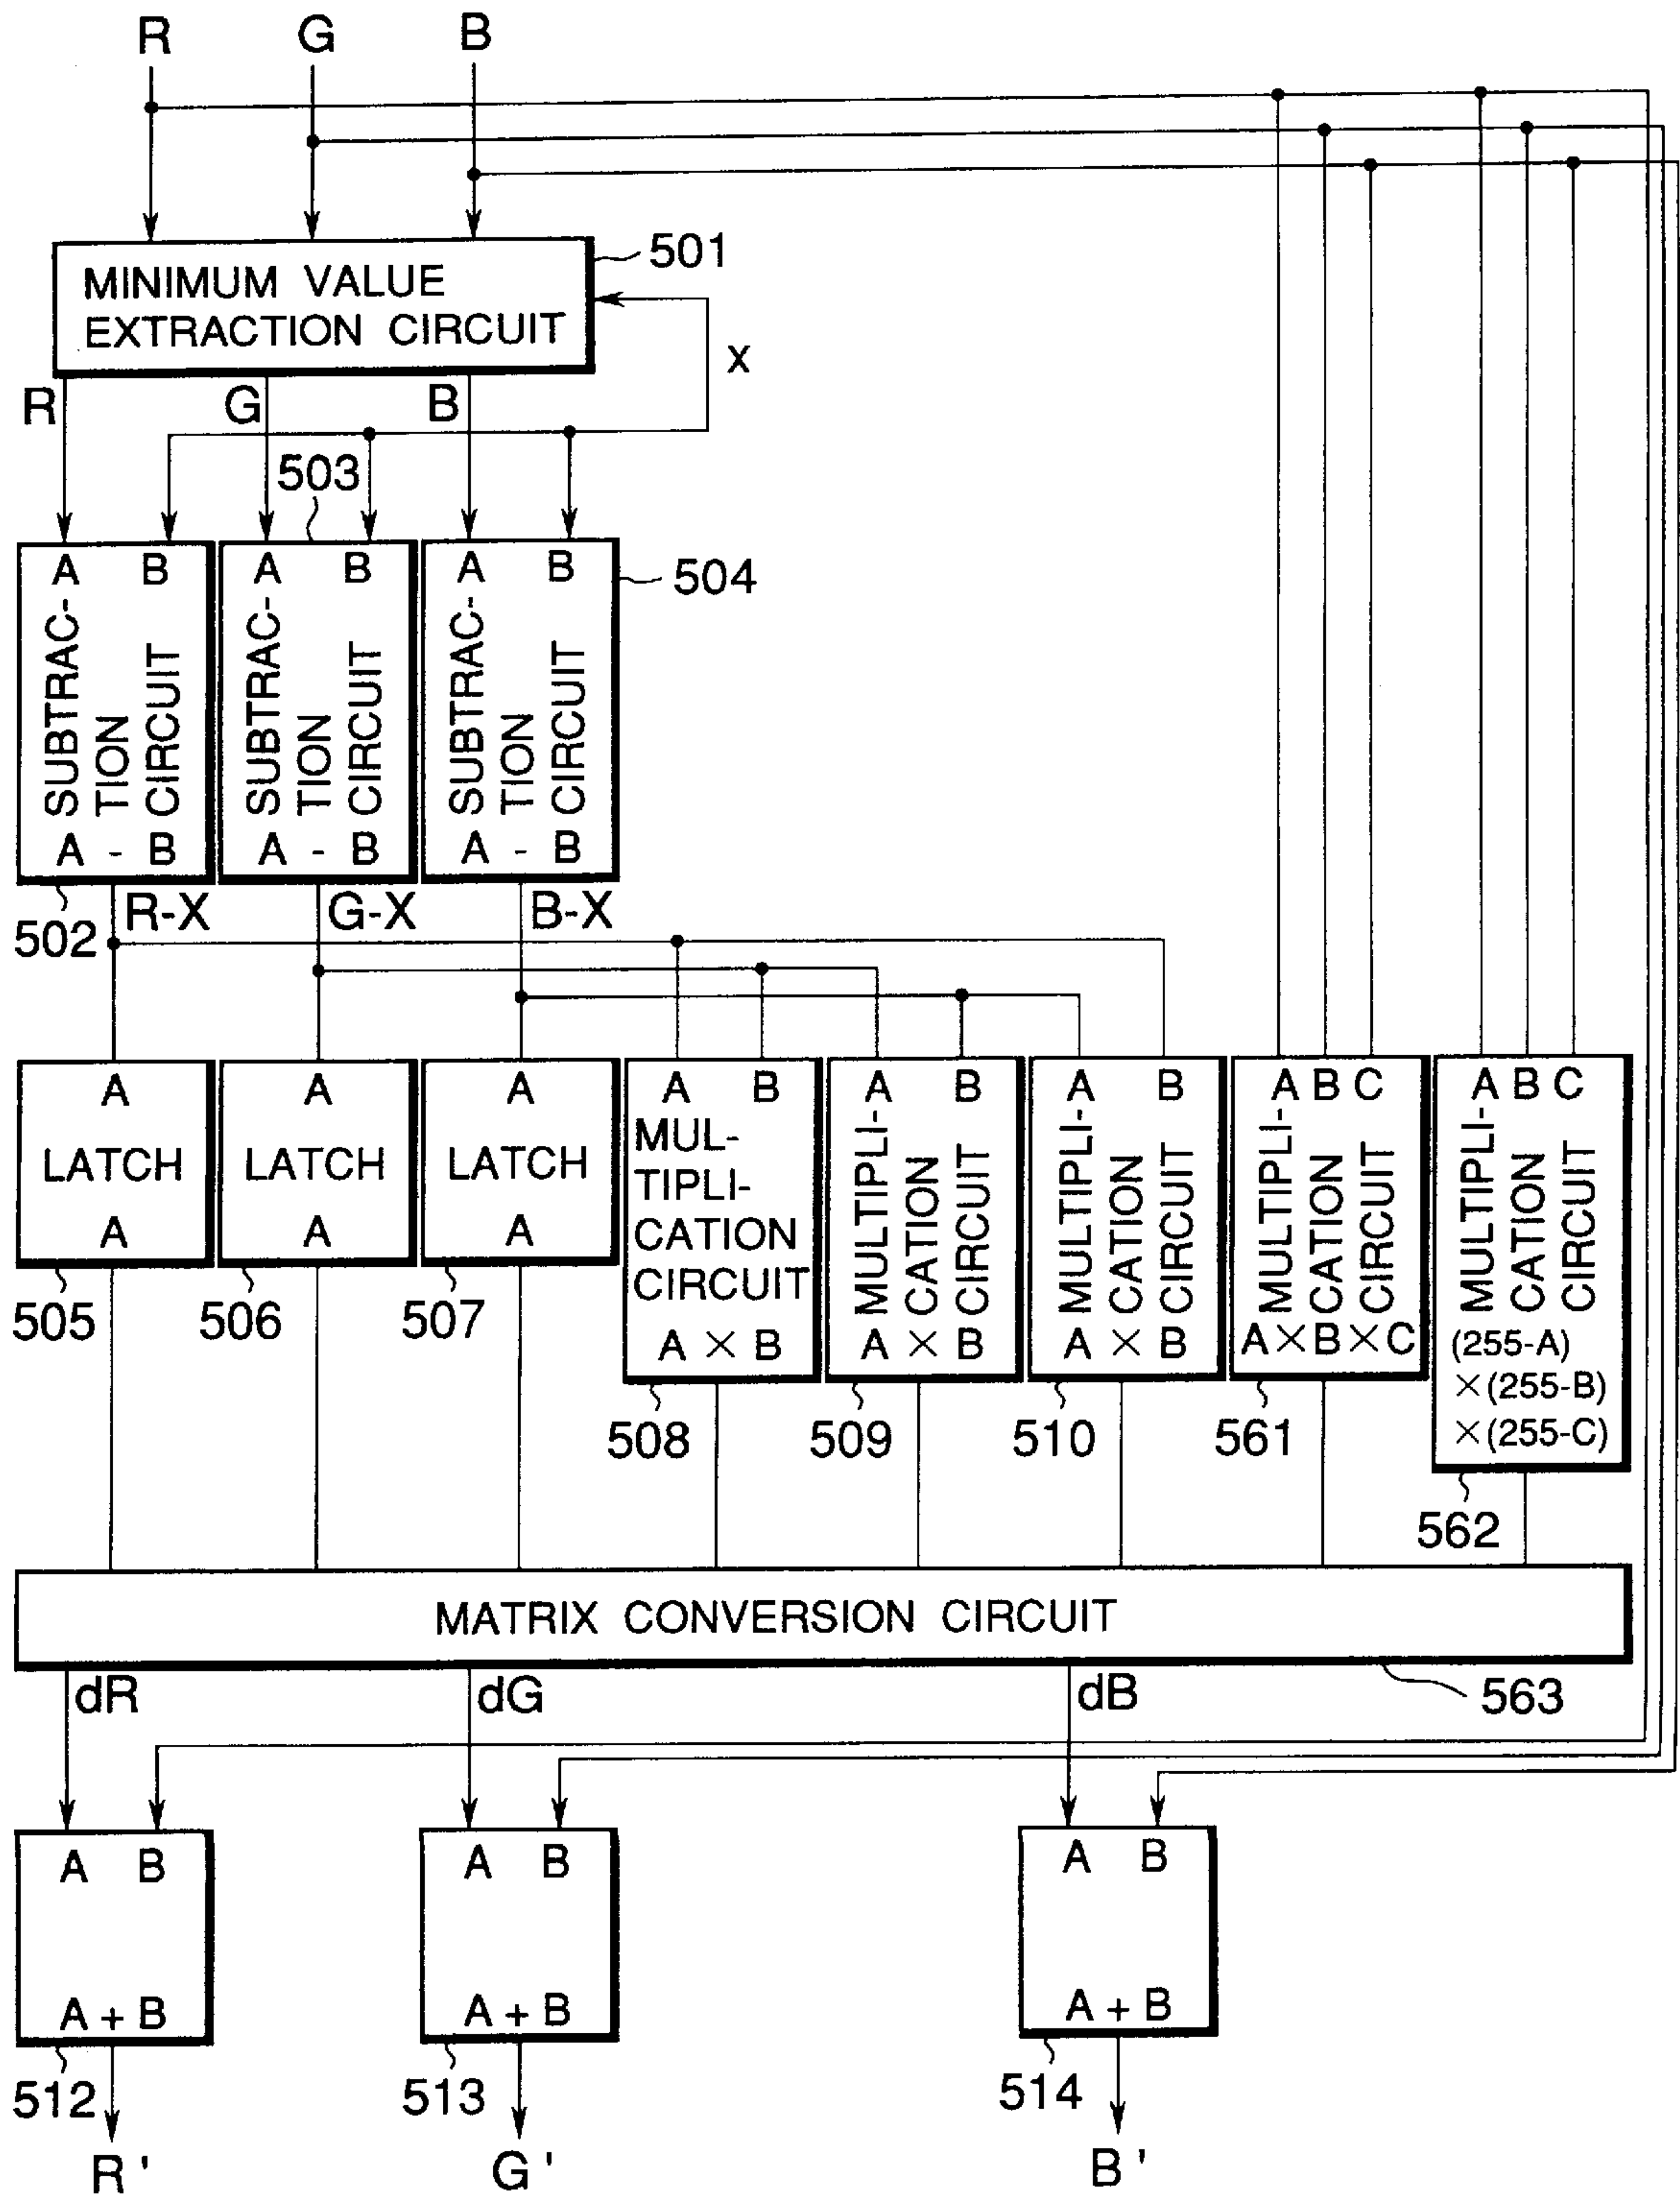 R G B
501
MINIMUM VALUE
EXTRACTION CIRCUIT
x
R G B
503
A B A B A B
504
SUBTRAC-
TION
CIRCUIT
SUBTRAC-
TION
CIRCUIT
SUBTRAC-
TION
CIRCUIT
A - B A - B A - B
502
R-X G-X B-X
A A A A B A B A B A B C A B C
LATCH
A
LATCH
A
LATCH
A
MUL-
TIPLI-
CATION
CIRCUIT
A × B
MULTIPLI-
CATION
CIRCUIT
A × B
MULTIPLI-
CATION
CIRCUIT
A × B
MULTIPLI-
CATION
CIRCUIT
A×B×C
MULTIPLI-
CATION
CIRCUIT
(255-A)
×(255-B)
×(255-C)
505 506 507
508 509 510 561
562
MATRIX CONVERSION CIRCUIT
dR dG dB 563
A B A B A B
A + B A + B A + B
512 513 514
R' G' B'